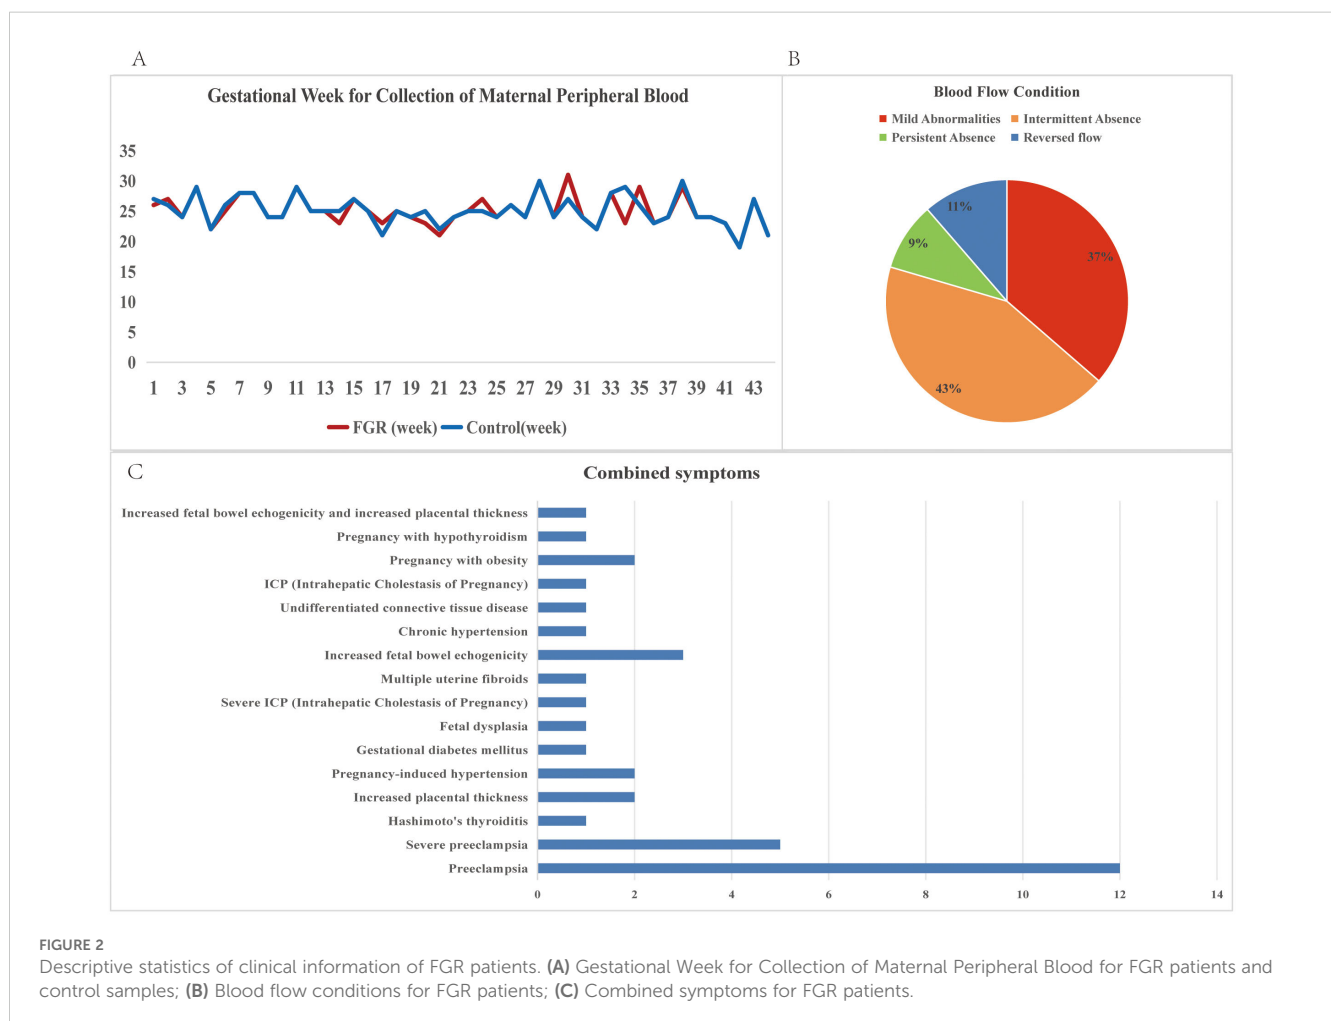 A
Gestational Week for Collection of Maternal Peripheral Blood
35
30
25
20
15
10
5
0
1 3 5 7 9 11 13 15 17 19 21 23 25 27 29 31 33 35 37 39 41 43
FGR (week) Control(week)
B
Blood Flow Condition
Mild Abnormalities Intermittent Absence
Persistent Absence Reversed flow
11%
37%
9%
43%
C
Combined symptoms
Increased fetal bowel echogenicity and increased placental thickness
Pregnancy with hypothyroidism
Pregnancy with obesity
ICP (Intrahepatic Cholestasis of Pregnancy)
Undifferentiated connective tissue disease
Chronic hypertension
Increased fetal bowel echogenicity
Multiple uterine fibroids
Severe ICP (Intrahepatic Cholestasis of Pregnancy)
Fetal dysplasia
Gestational diabetes mellitus
Pregnancy-induced hypertension
Increased placental thickness
Hashimoto's thyroiditis
Severe preeclampsia
Preeclampsia
0 2 4 6 8 10 12 14
FIGURE 2
Descriptive statistics of clinical information of FGR patients. (A) Gestational Week for Collection of Maternal Peripheral Blood for FGR patients and
control samples; (B) Blood flow conditions for FGR patients; (C) Combined symptoms for FGR patients.